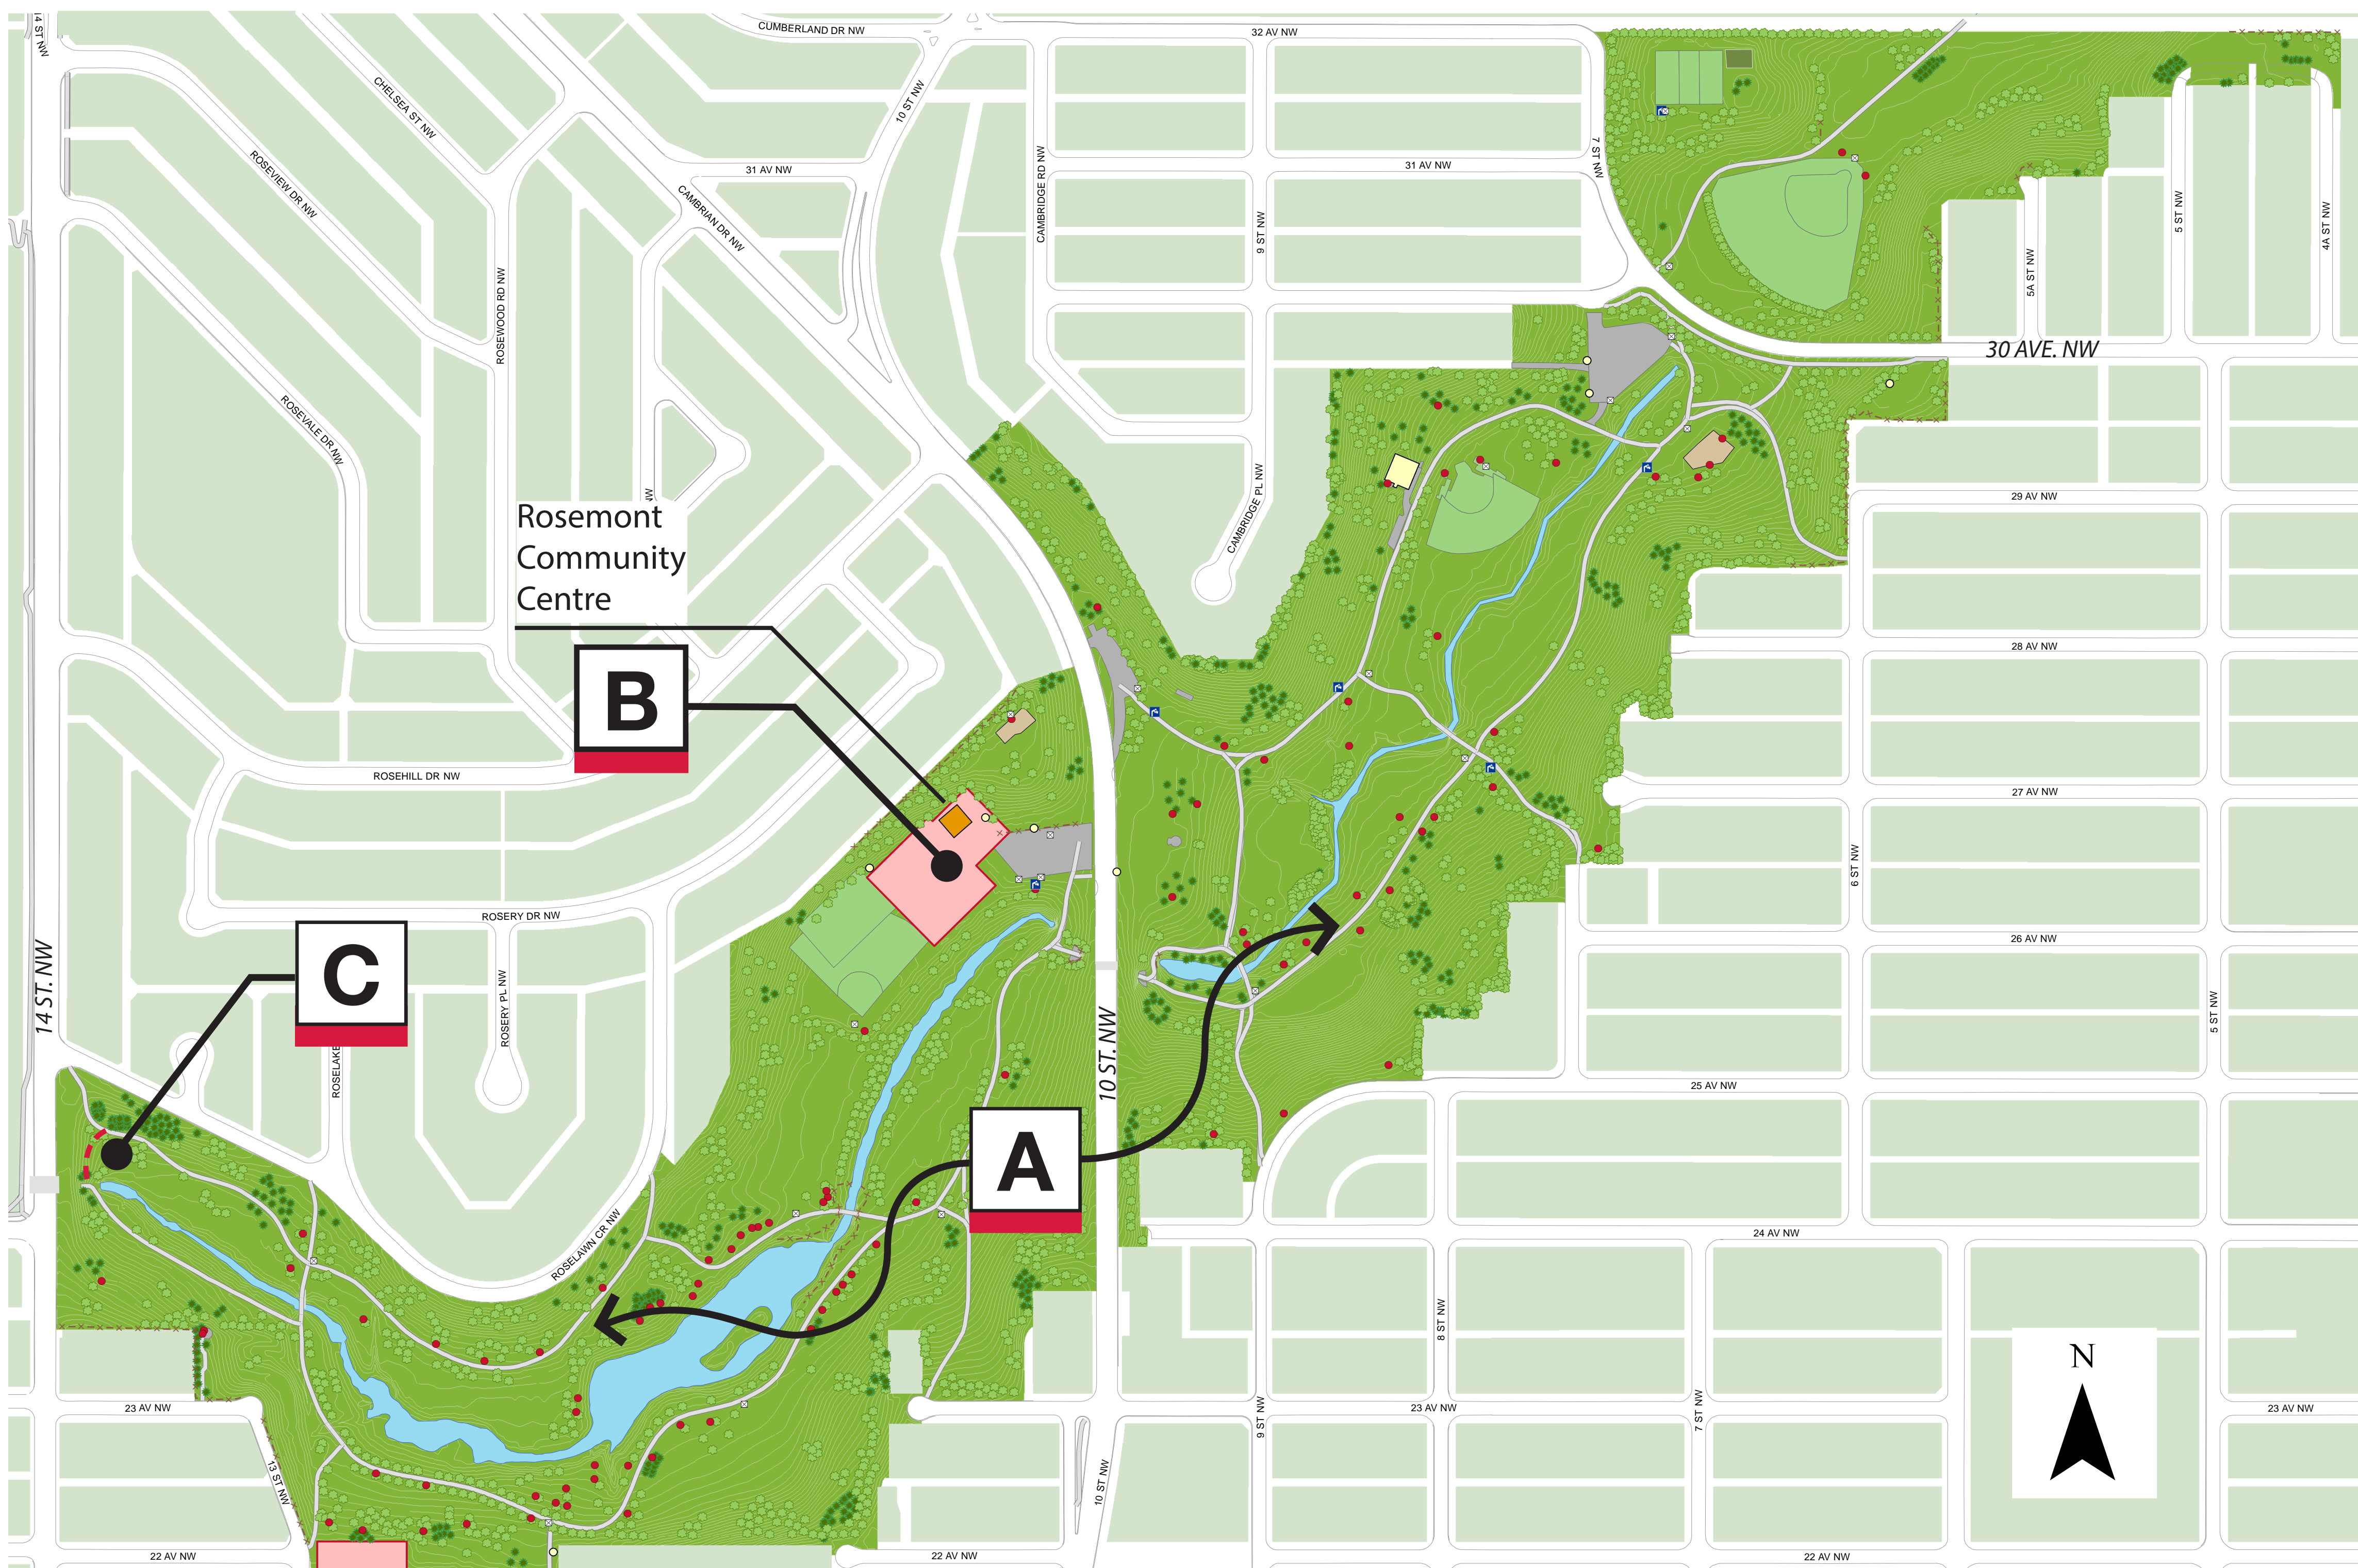 14 ST NW
CUMBERLAND DR NW
32 AV NW
CHELSEA ST NW
10 ST NW
ROSEVIEW DR NW
31 AV NW
31 AV NW
7 ST NW
CAMBRIAN DR NW
CAMBRIDGE RD NW
9 ST NW
5 ST NW
4A ST NW
5A ST NW
ROSEWOOD RD NW
30 AVE. NW
ROSEVALE DR NW
NW
CAMBRIDGE PL NW
29 AV NW
Rosemont
Community
Centre
28 AV NW
B
ROSEHILL DR NW
27 AV NW
6 ST NW
ROSERY DR NW
26 AV NW
C
14 ST. NW
ROSERY PL NW
5 ST NW
10 ST. NW
ROSELAKE
25 AV NW
A
24 AV NW
ROSELAWN CR NW
8 ST NW
N
23 AV NW
9 ST NW
23 AV NW
7 ST NW
23 AV NW
13 ST NW
10 ST NW
22 AV NW
22 AV NW
22 AV NW